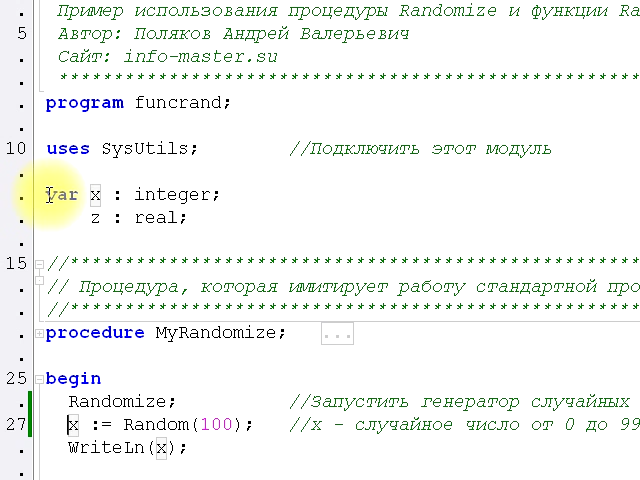 . Пример использования процедуры Randomize и функции Ra
5 Автор: Поляков Андрей Валерьевич
. Сайт: info-master.su
. ****************************************************
. program funcrand;
.
10 uses SysUtils; //Подключить этот модуль
.
. var x : integer;
. z : real;
.
15 //***************************************************
. // Процедура, которая имитирует работу стандартной про
. //***************************************************
. procedure MyRandomize; ...
.
25 begin
. Randomize; //Запустить генератор случайных
27 x := Random(100); //x - случайное число от 0 до 99
. WriteLn(x);
.